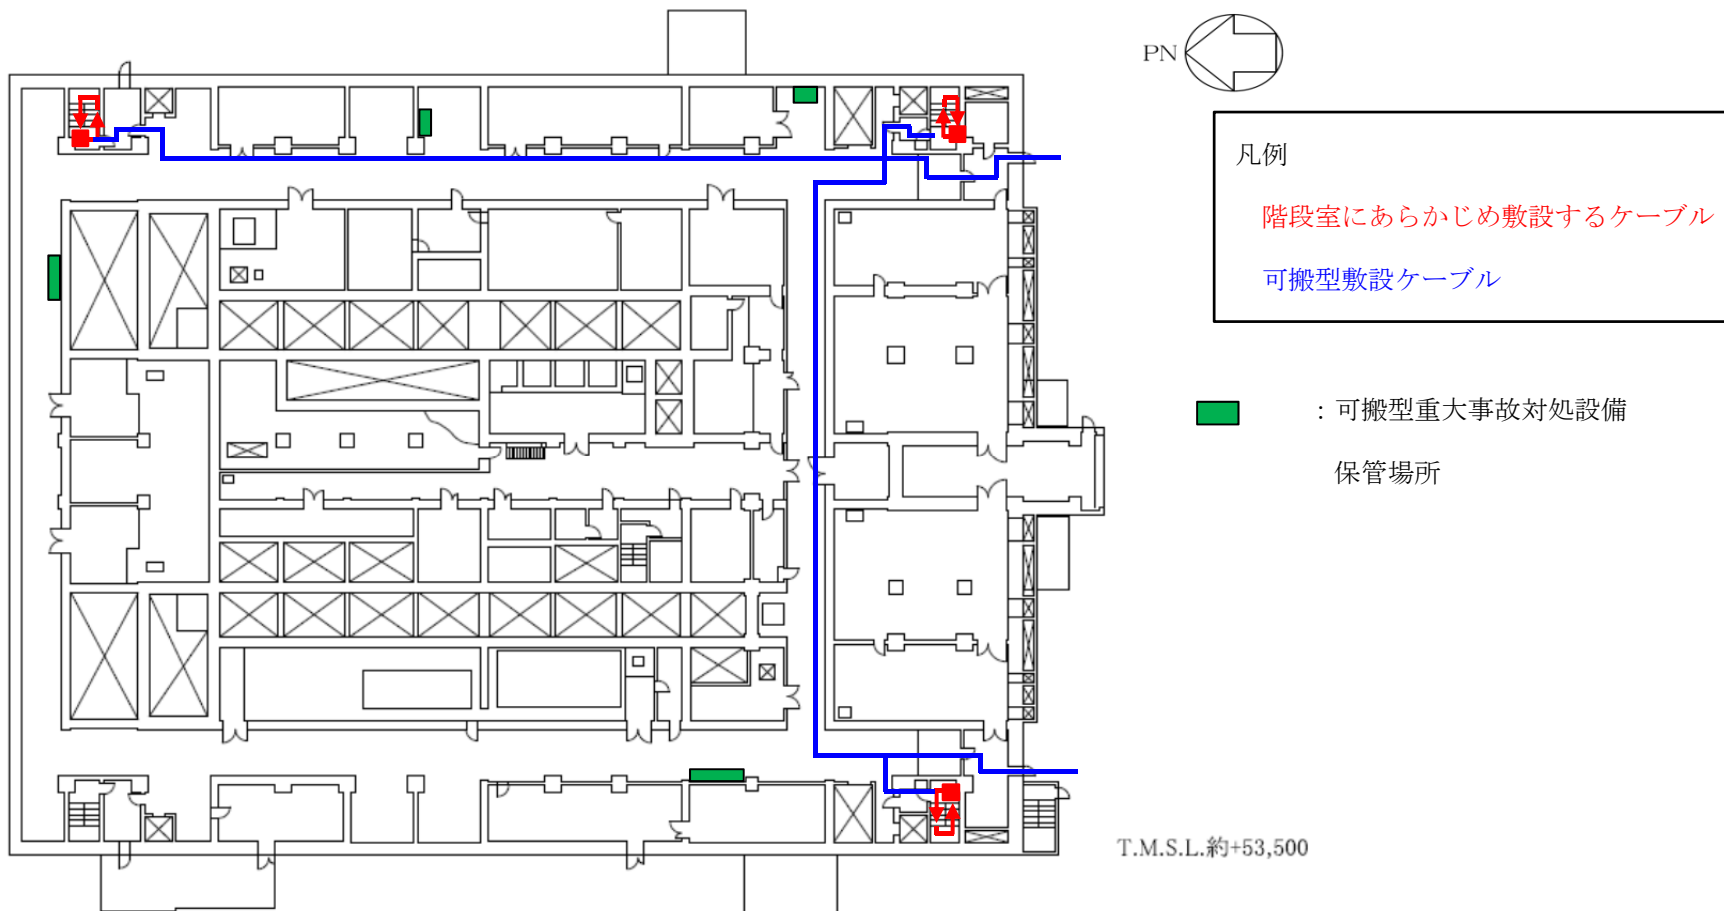 PN
凡例
階段室にあらかじめ敷設するケーブル
可搬型敷設ケーブル
：可搬型重大事故対処設備
保管場所
T.M.S.L.約+53,500